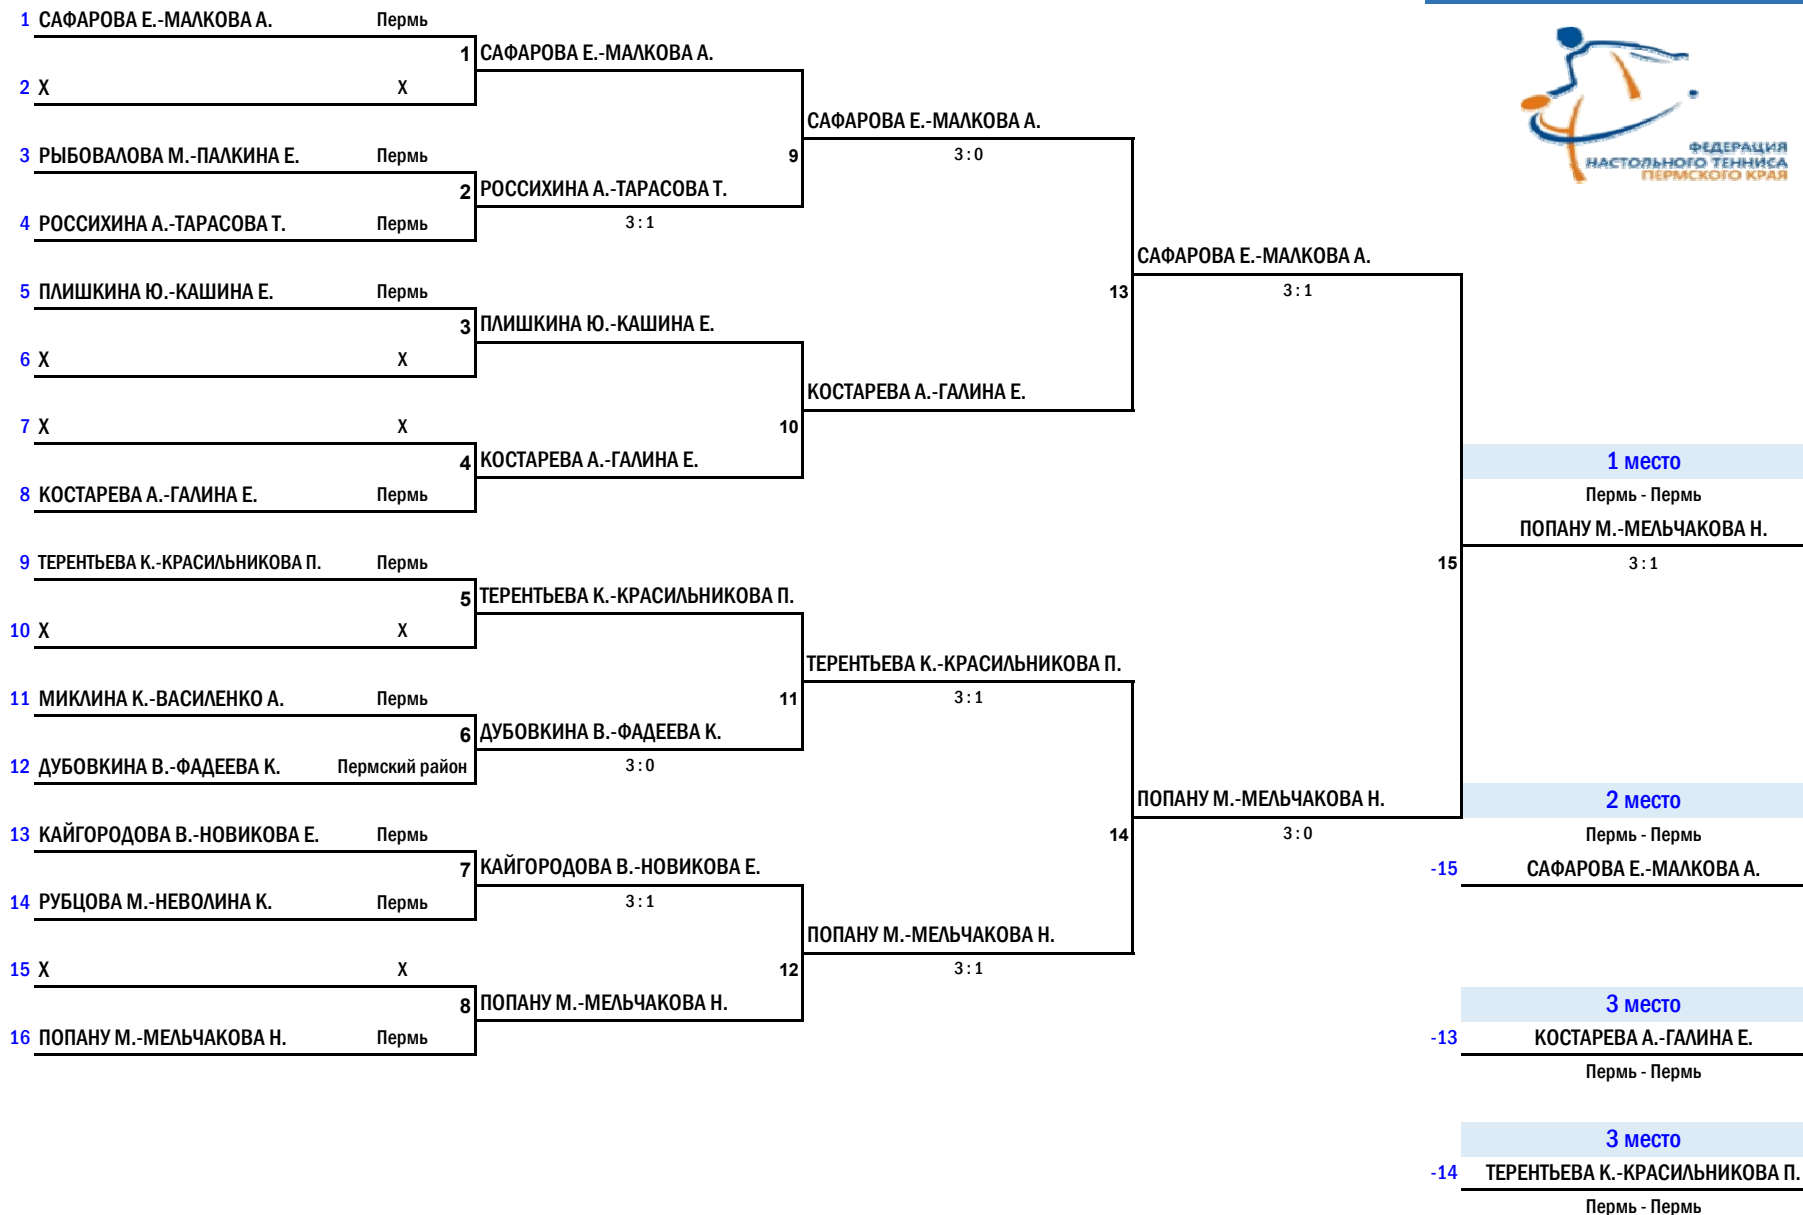 1 САФАРОВА Е.-МАЛКОВА А. Пермь
1 САФАРОВА Е.-МАЛКОВА А.
2 Х Х
САФАРОВА Е.-МАЛКОВА А.
3 РЫБОВАЛОВА М.-ПАЛКИНА Е. Пермь 9 3 : 0
ФЕДЕРАЦИЯ
НАСТОЛЬНОГО ТЕННИСА
ПЕРМСКОГО КРАЯ
2 РОССИХИНА А.-ТАРАСОВА Т.
4 РОССИХИНА А.-ТАРАСОВА Т. Пермь 3 : 1
САФАРОВА Е.-МАЛКОВА А.
5 ПЛИШКИНА Ю.-КАШИНА Е. Пермь 13 3 : 1
3 ПЛИШКИНА Ю.-КАШИНА Е.
6 Х Х
КОСТАРЕВА А.-ГАЛИНА Е.
7 Х Х 10
4 КОСТАРЕВА А.-ГАЛИНА Е. 1 место
8 КОСТАРЕВА А.-ГАЛИНА Е. Пермь Пермь - Пермь
ПОПАНУ М.-МЕЛЬЧАКОВА Н.
9 ТЕРЕНТЬЕВА К.-КРАСИЛЬНИКОВА П. Пермь 15 3 : 1
5 ТЕРЕНТЬЕВА К.-КРАСИЛЬНИКОВА П.
10 Х Х
ТЕРЕНТЬЕВА К.-КРАСИЛЬНИКОВА П.
11 МИКЛИНА К.-ВАСИЛЕНКО А. Пермь 11 3 : 1
6 ДУБОВКИНА В.-ФАДЕЕВА К.
12 ДУБОВКИНА В.-ФАДЕЕВА К. Пермский район 3 : 0
ПОПАНУ М.-МЕЛЬЧАКОВА Н. 2 место
13 КАЙГОРОДОВА В.-НОВИКОВА Е. Пермь 14 3 : 0 Пермь - Пермь
7 КАЙГОРОДОВА В.-НОВИКОВА Е. -15 САФАРОВА Е.-МАЛКОВА А.
14 РУБЦОВА М.-НЕВОЛИНА К. Пермь 3 : 1
ПОПАНУ М.-МЕЛЬЧАКОВА Н.
15 Х Х 12 3 : 1
8 ПОПАНУ М.-МЕЛЬЧАКОВА Н. 3 место
16 ПОПАНУ М.-МЕЛЬЧАКОВА Н. Пермь -13 КОСТАРЕВА А.-ГАЛИНА Е.
Пермь - Пермь
3 место
-14 ТЕРЕНТЬЕВА К.-КРАСИЛЬНИКОВА П.
Пермь - Пермь